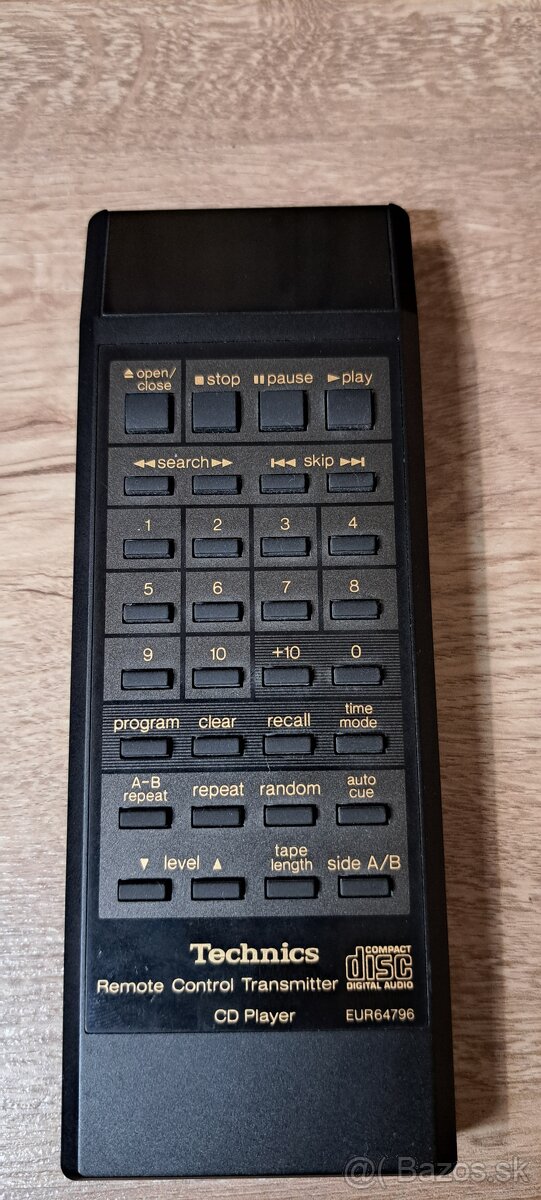 ⏏ open/ ■ stop ▮▮ pause ▶ play
close
◀◀ search ▶▶ ▮◀◀ skip ▶▶▮
1 2 3 4
5 6 7 8
9 10 +10 0
program clear recall time mode
A-B repeat repeat random auto cue
▼ level ▲ tape length side A/B
Technics
COMPACT
disc
DIGITAL AUDIO
Remote Control Transmitter
CD Player EUR64796
@( Bazos.sk